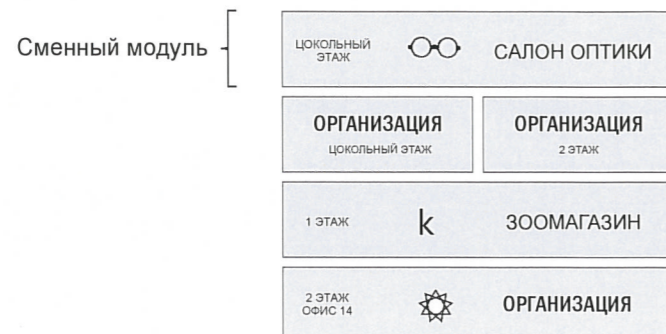 Сменный модуль
ЦОКОЛЬНЫЙ
ЭТАЖ
САЛОН ОПТИКИ
ОРГАНИЗАЦИЯ
ЦОКОЛЬНЫЙ ЭТАЖ
ОРГАНИЗАЦИЯ
2 ЭТАЖ
1 ЭТАЖ
k
ЗООМАГАЗИН
2 ЭТАЖ
ОФИС 14
ОРГАНИЗАЦИЯ